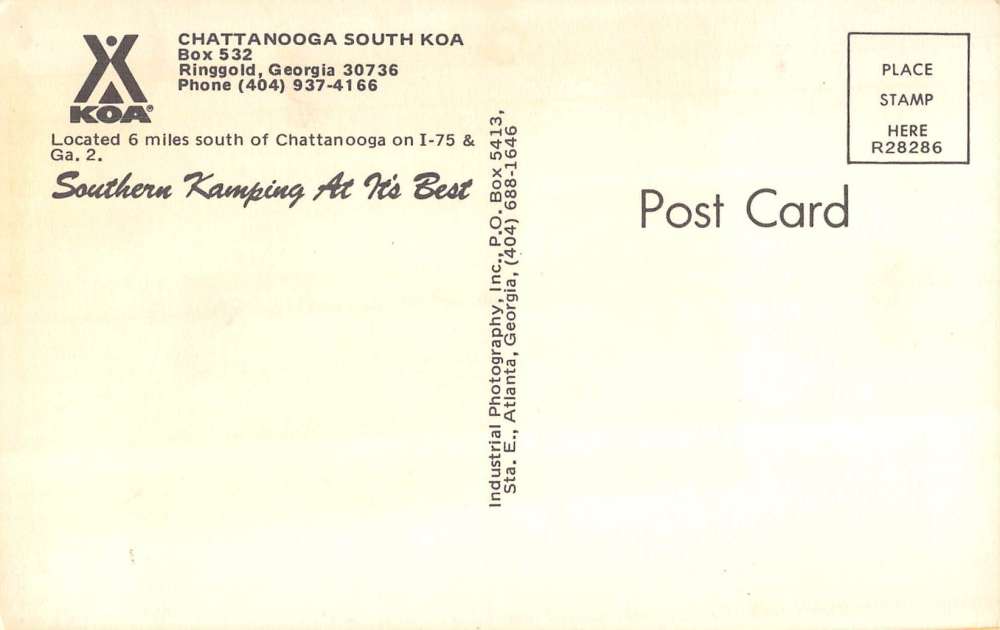 CHATTANOOGA SOUTH KOA
Box 532
Ringgold, Georgia 30736
Phone (404) 937-4166
KOA®
Located 6 miles south of Chattanooga on I-75 &
Ga. 2.
Southern Kamping At It's Best
Industrial Photography, Inc., P.O. Box 5413,
Sta. E., Atlanta, Georgia, (404) 688-1646
PLACE
STAMP
HERE
R28286
Post Card